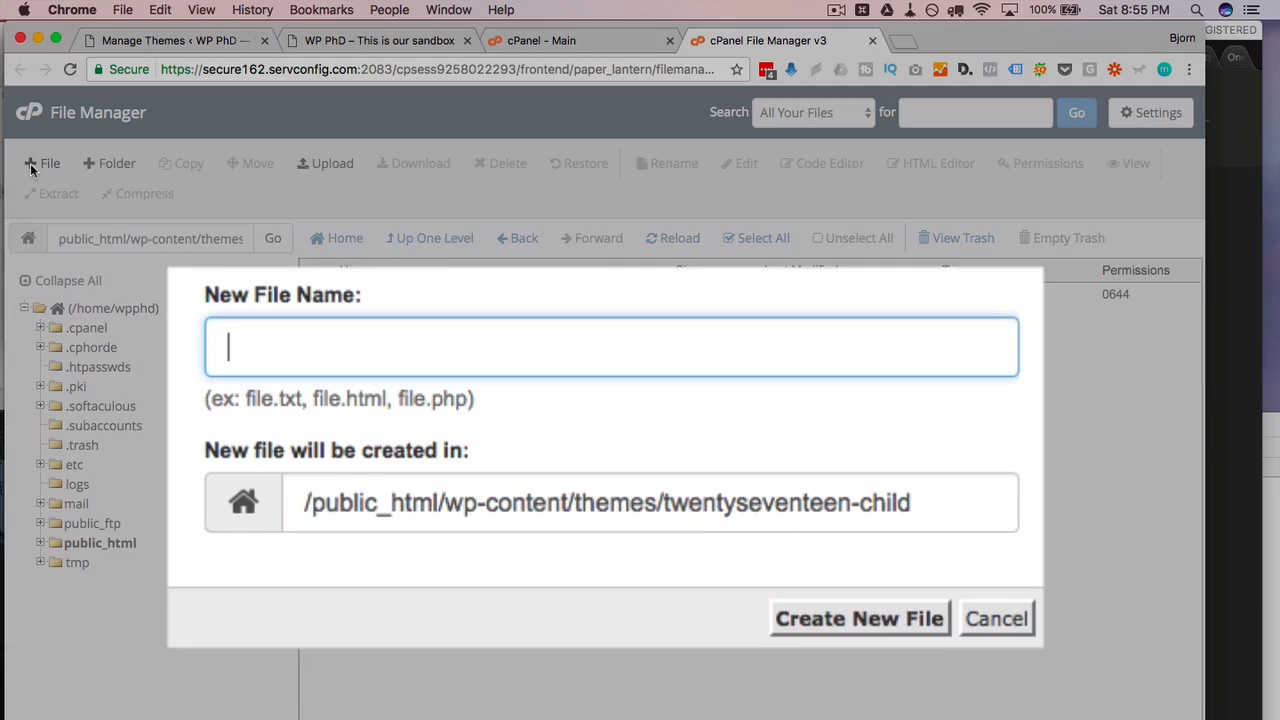 Chrome File Edit View History Bookmarks People Window Help 100% Sat 8:55 PM
Manage Themes ‹ WP PhD — × WP PhD – This is our sandbox × cPanel - Main × cPanel File Manager v3 × Bjorn
GISTERED
Secure https://secure162.servconfig.com:2083/cpsess9258022293/frontend/paper_lantern/filemana...
On
cP File Manager Search All Your Files for Go Settings
File Folder Copy Move Upload Download Delete Restore Rename Edit Code Editor HTML Editor Permissions View
Extract Compress
public_html/wp-content/themes Go Home Up One Level Back Forward Reload Select All Unselect All View Trash Empty Trash
Collapse All
Permissions
0644
(/home/wpphd)
.cpanel
.cphorde
.htpasswds
.pki
.softaculous
.subaccounts
.trash
etc
logs
mail
public_ftp
public_html
tmp
New File Name:
(ex: file.txt, file.html, file.php)
New file will be created in:
/public_html/wp-content/themes/twentyseventeen-child
Create New File Cancel